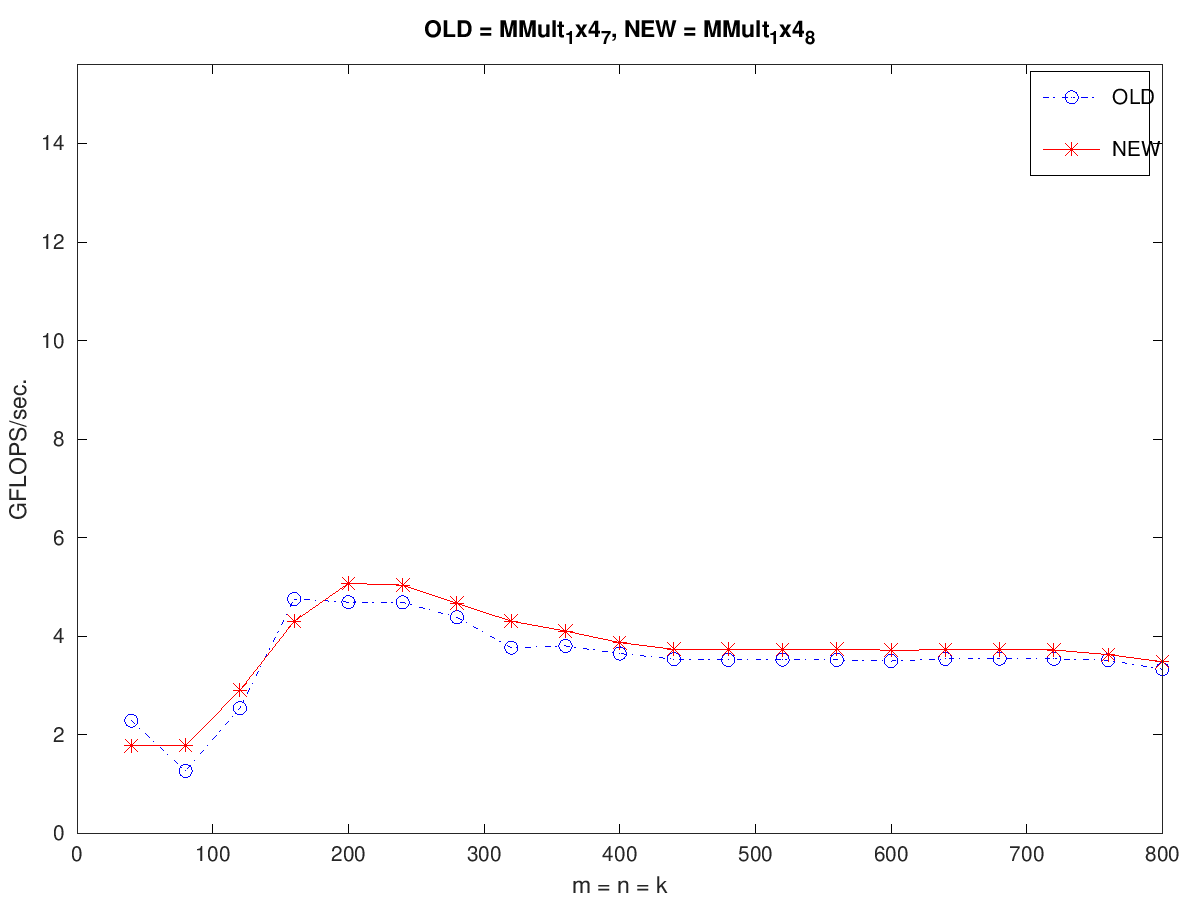 OLD = MMult₁x4₇, NEW = MMult₁x4₈
OLD
NEW
14
12
10
8
6
4
2
0
GFLOPS/sec.
0 100 200 300 400 500 600 700 800
m = n = k